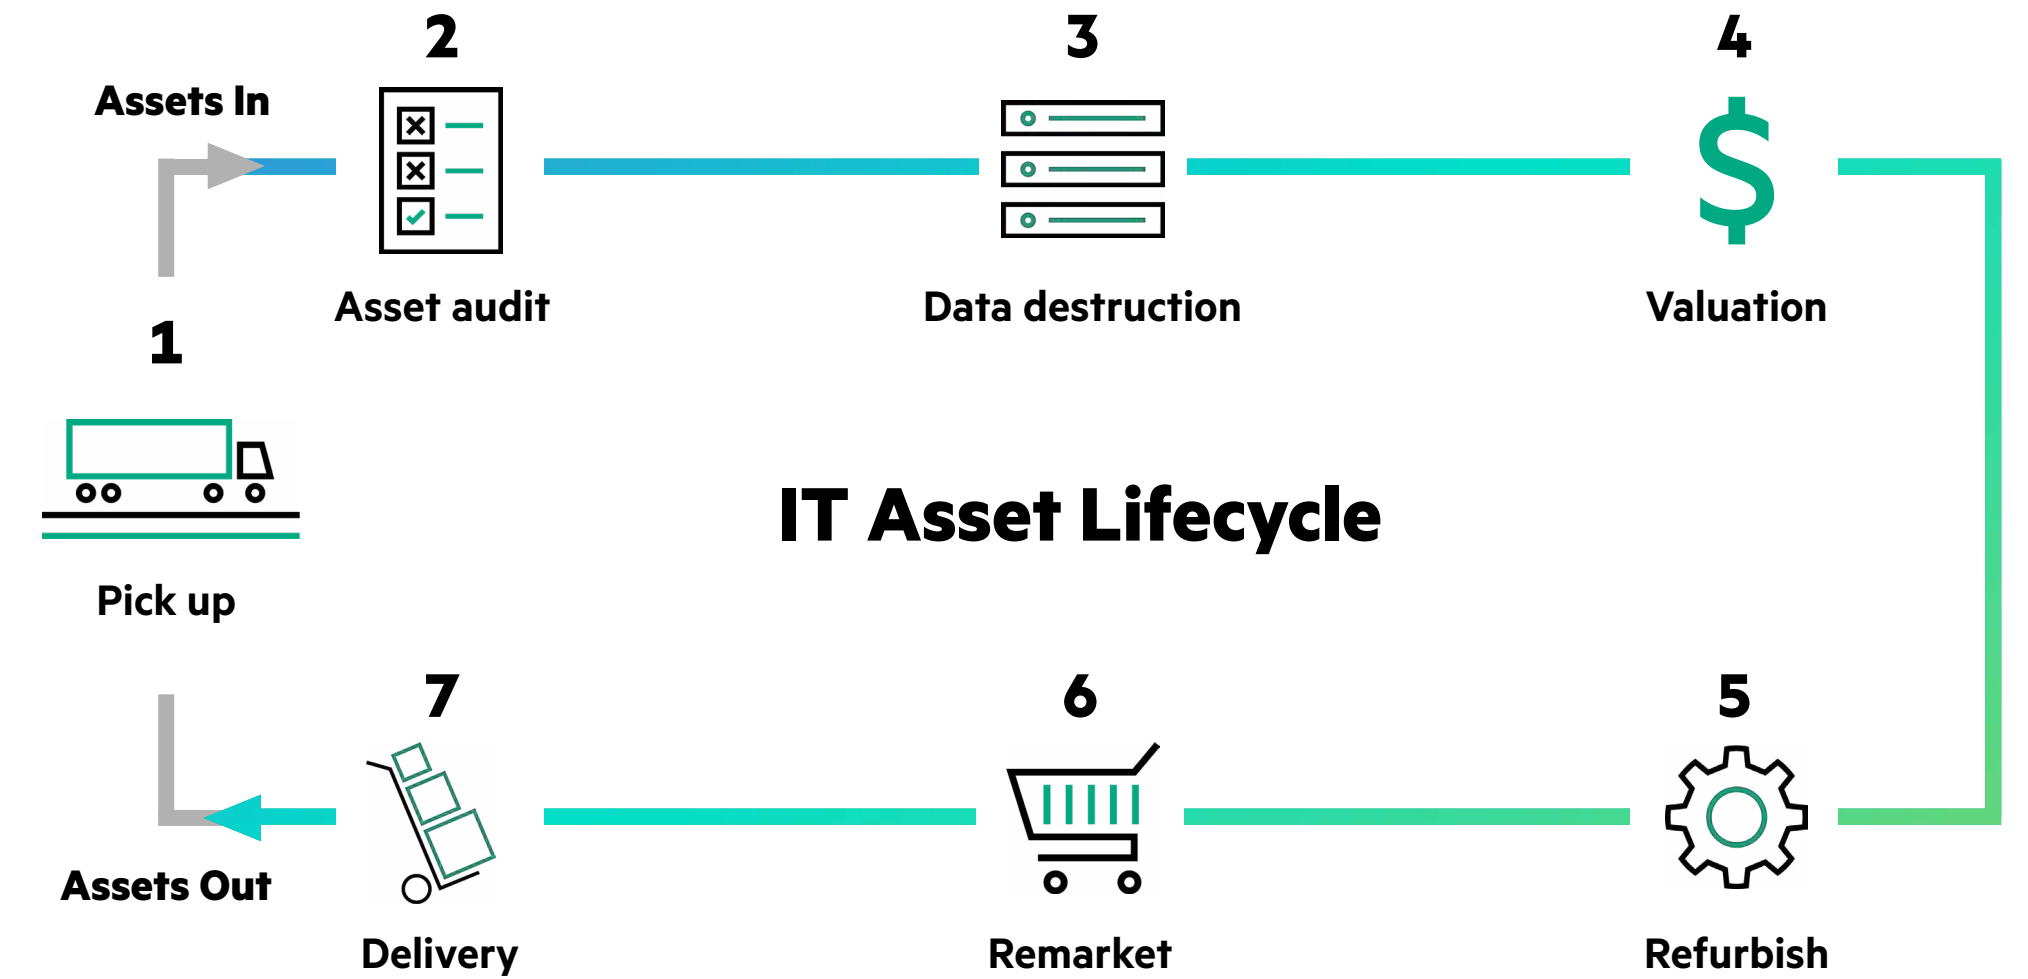 Assets In
1
Pick up
2
Asset audit
3
Data destruction
4
Valuation
IT Asset Lifecycle
5
Refurbish
6
Remarket
7
Delivery
Assets Out